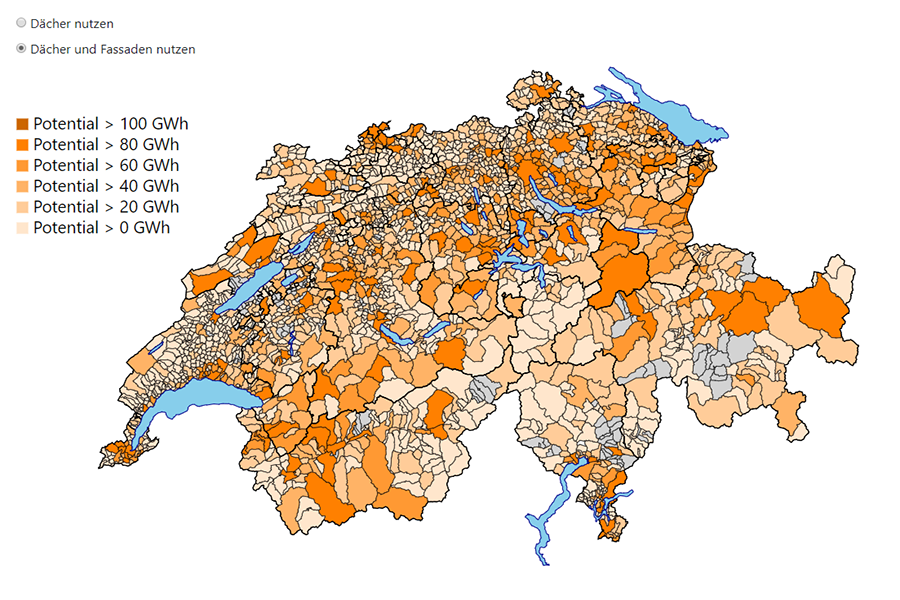 Dächer nutzen
Dächer und Fassaden nutzen
Potential > 100 GWh
Potential > 80 GWh
Potential > 60 GWh
Potential > 40 GWh
Potential > 20 GWh
Potential > 0 GWh